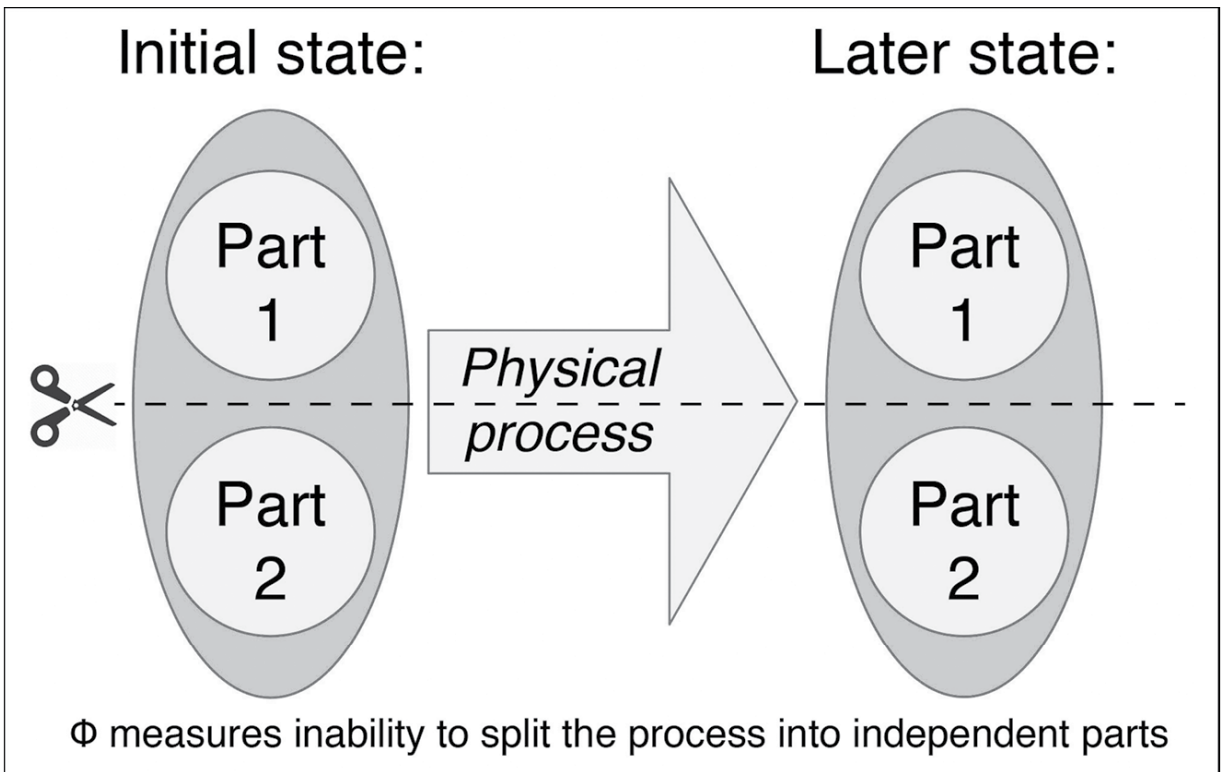 Initial state:
Later state:
Part
1
Part
1
Physical
process
Part
2
Part
2
Φ measures inability to split the process into independent parts